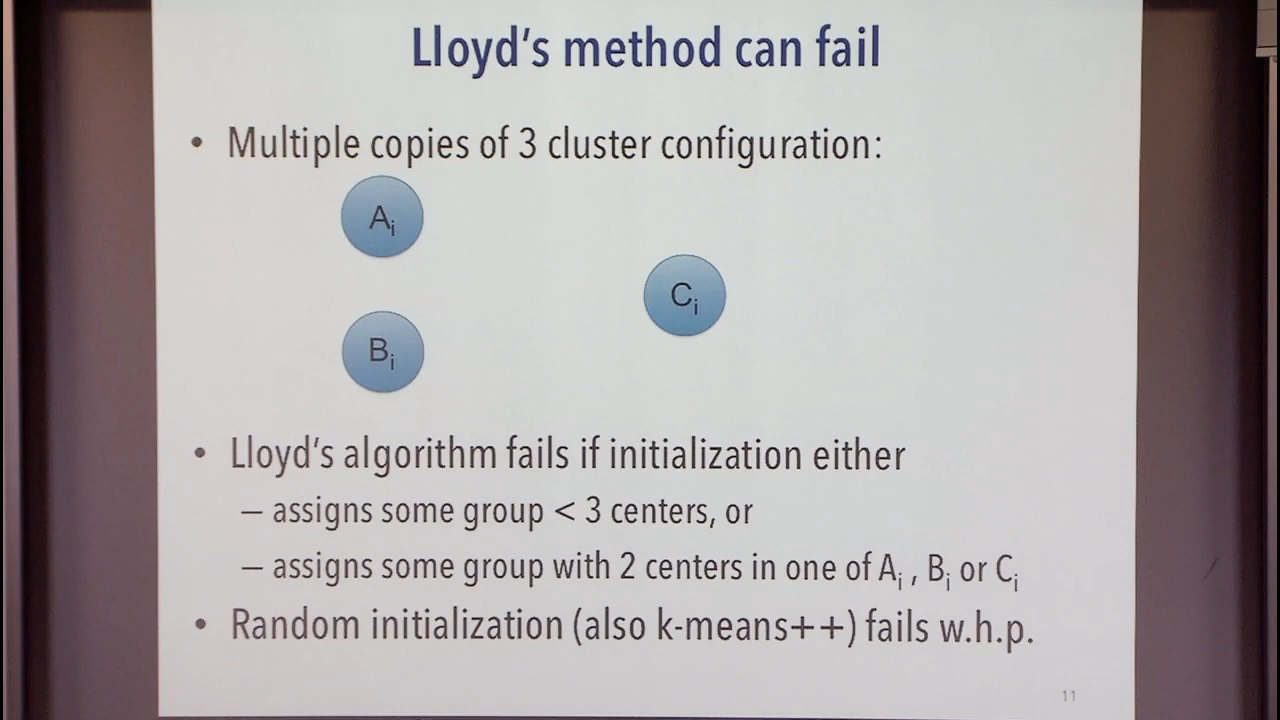 Lloyd's method can fail
• Multiple copies of 3 cluster configuration:
Ai
Ci
Bi
• Lloyd's algorithm fails if initialization either
– assigns some group < 3 centers, or
– assigns some group with 2 centers in one of Ai , Bi or Ci
• Random initialization (also k-means++) fails w.h.p.
11